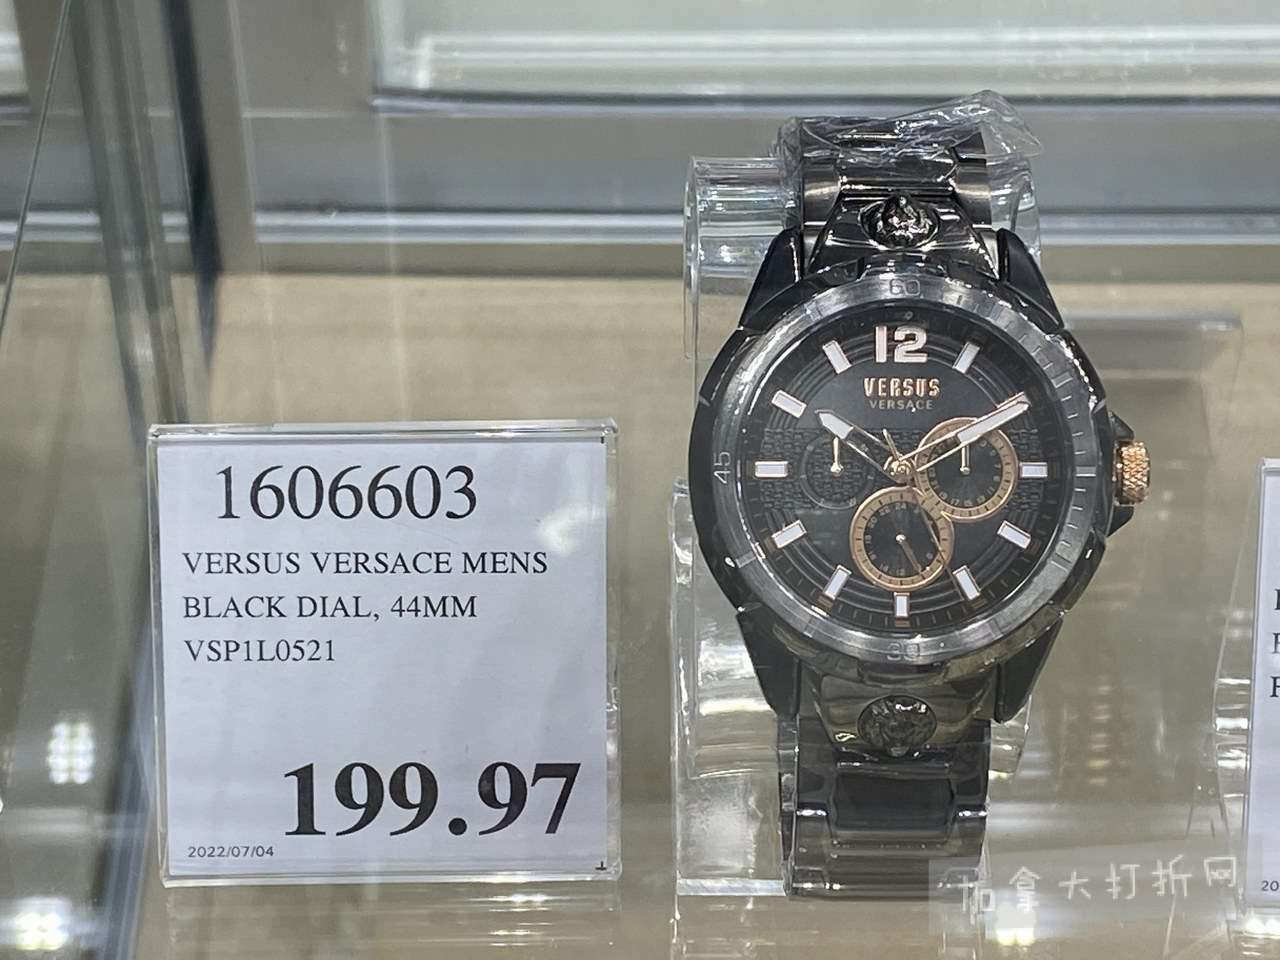 1606603
VERSUS VERSACE MENS
BLACK DIAL, 44MM
VSP1L0521
199.97
2022/07/04
60
12
VERSUS
VERSACE
45
30
加拿大打折网
20